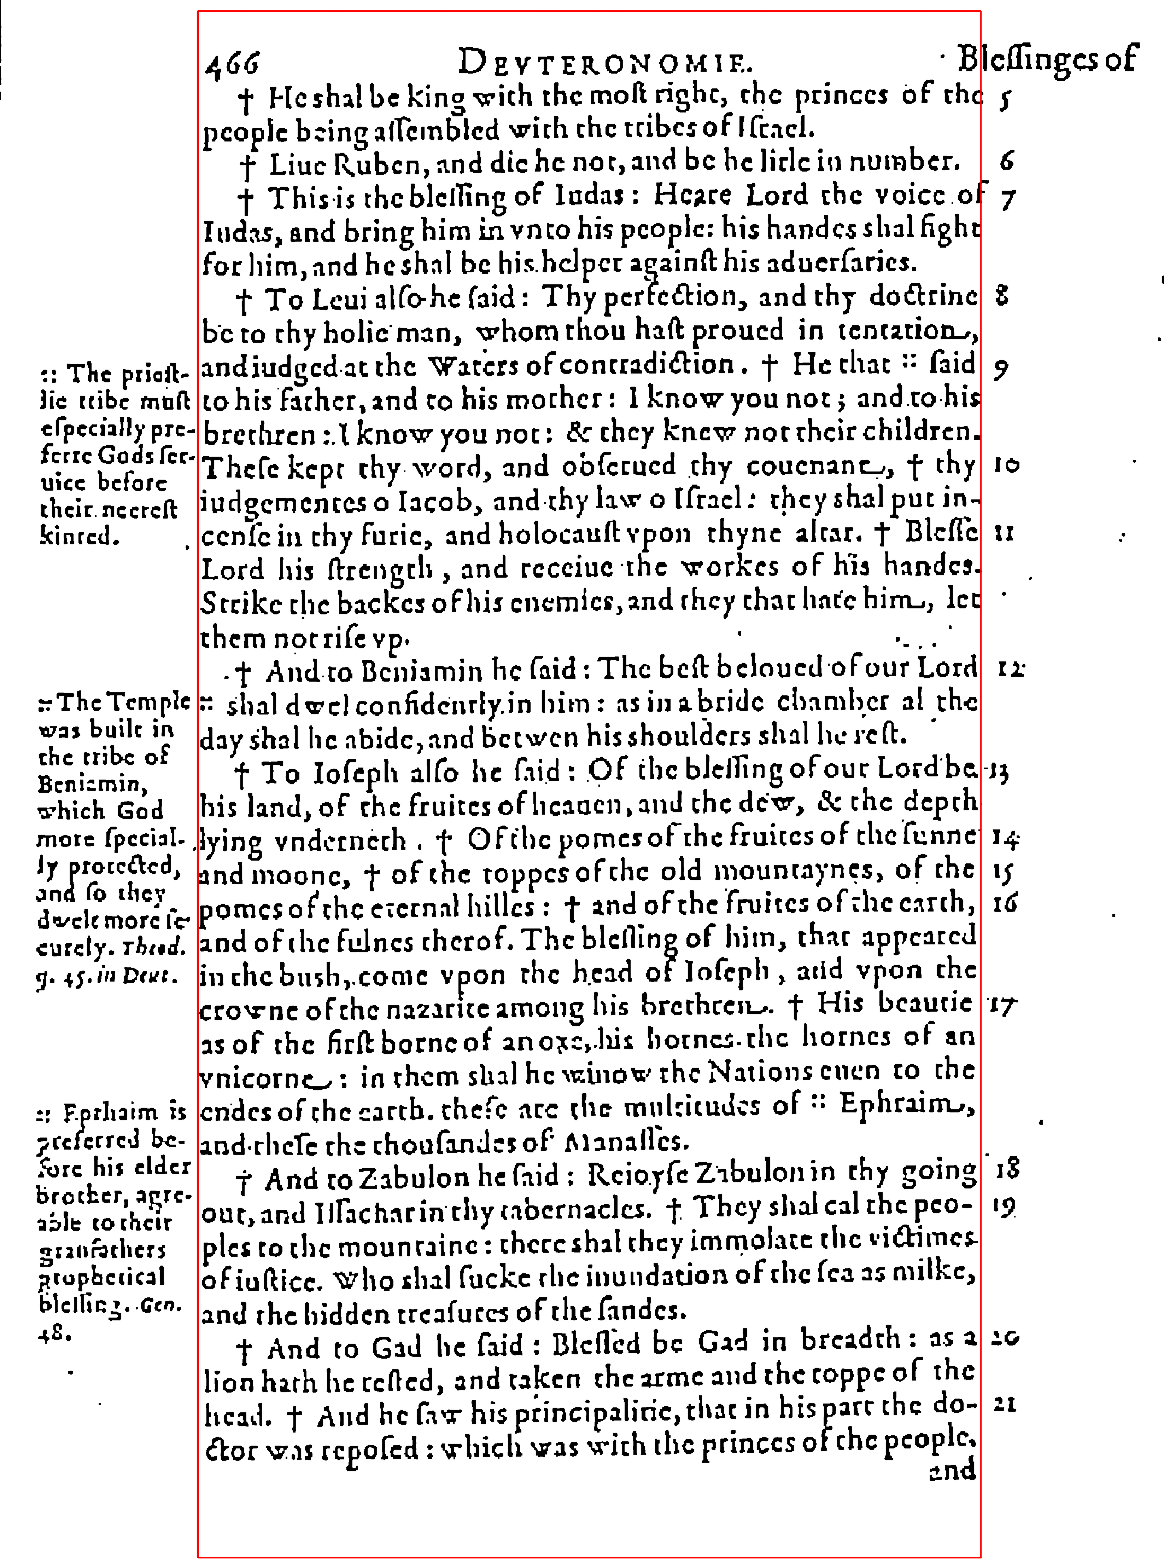 466 DEVTERONOMIE. Blessinges of
† He shal be king with the most right, the princes of the 5
people being assembled with the tribes of Israel.
† Liue Ruben, and die he not, and be he litle in number. 6
† This is the blessing of Iudas: Heare Lord the voice of 7
Iudas, and bring him in vnto his people: his handes shal fight
for him, and he shal be his helper against his aduersaries.
† To Leui also he said: Thy perfection, and thy doctrine 8
be to thy holie man, whom thou hast proued in tentation,
and iudged at the Waters of contradiction. † He that :: said 9
to his father, and to his mother: I know you not; and to his
brethren: I know you not: & they knew not their children.
These kept thy word, and obserued thy couenant, † thy 10
iudgementes o Iacob, and thy law o Israel: they shal put in-
cense in thy furie, and holocaust vpon thyne altar. † Blesse 11
Lord his strength, and receiue the workes of his handes.
Strike the backes of his enemies, and they that hate him, let
them not rise vp.
† And to Beniamin he said: The best beloued of our Lord 12
:: shal dwel confidently in him: as in a bride chamber al the
day shal he abide, and betwen his shoulders shal he rest.
† To Ioseph also he said: Of the blessing of our Lord be 13
his land, of the fruites of heauen, and the dew, & the depth
lying vnderneth. † Of the pomes of the fruites of the sunne 14
and moone, † of the toppes of the old mountaynes, of the 15
pomes of the eternal hilles: † and of the fruites of the earth, 16
and of the fulnes therof. The blessing of him, that appeared
in the bush, come vpon the head of Ioseph, and vpon the
crowne of the nazarite among his brethren. † His beautie 17
as of the first borne of an oxe, his hornes the hornes of an
vnicorne: in them shal he winow the Nations euen to the
endes of the earth. these are the multitudes of :: Ephraim,
and these the thousandes of Manasses.
† And to Zabulon he said: Reioyse Zabulon in thy going 18
out, and Issachar in thy tabernacles. † They shal cal the peo- 19
ples to the mountaine: there shal they immolate the victimes
of iustice. Who shal sucke the inundation of the sea as milke,
and the hidden treasures of the sandes.
† And to Gad he said: Blessed be Gad in breadth: as a 20
lion hath he rested, and taken the arme and the toppe of the
head. † And he saw his principalitie, that in his part the do- 21
ctor was reposed: which was with the princes of the people,
and
:: The priest-
lie tribe must
especially pre-
ferre Gods ser-
uice before
their neerest
kinred.
:: The Temple
was built in
the tribe of
Beniamin,
which God
more special-
ly protected,
and so they
dwelt more se-
curely. Theod.
q. 45. in Deut.
:: Ephraim is
preferred be-
fore his elder
brother, agre-
able to their
granfathers
prophetical
blessing. Gen.
48.